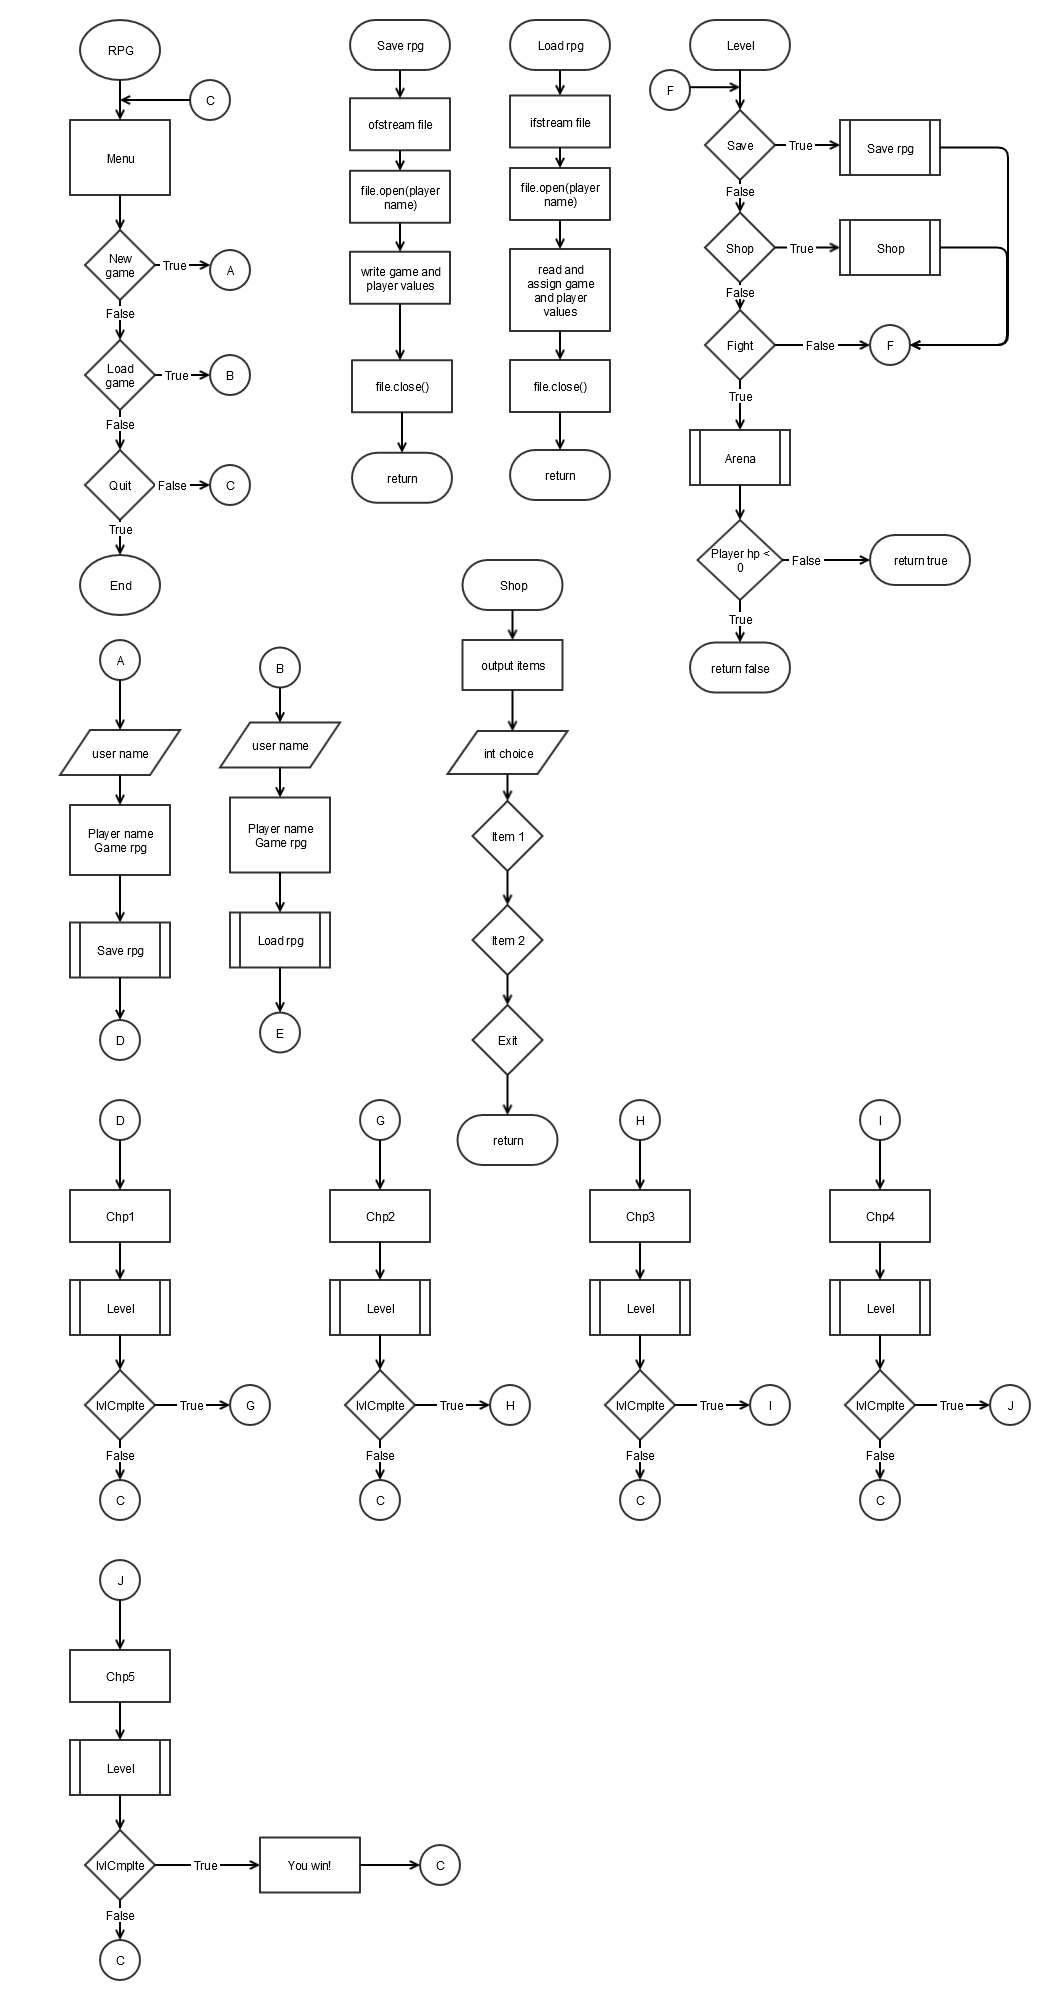 RPG
C
Menu
New
game
True
A
False
Load
game
True
B
False
Quit
False
C
True
End
Save rpg
ofstream file
file.open(player
name)
write game and
player values
file.close()
return
Load rpg
ifstream file
file.open(player
name)
read and
assign game
and player
values
file.close()
return
Level
F
Save
True
Save rpg
False
Shop
True
Shop
False
Fight
False
F
True
Arena
Player hp <
0
False
return true
True
return false
A
user name
Player name
Game rpg
Save rpg
D
B
user name
Player name
Game rpg
Load rpg
E
Shop
output items
int choice
Item 1
Item 2
Exit
return
D
Chp1
Level
lvlCmplte
True
G
False
C
G
Chp2
Level
lvlCmplte
True
H
False
C
H
Chp3
Level
lvlCmplte
True
I
False
C
I
Chp4
Level
lvlCmplte
True
J
False
C
J
Chp5
Level
lvlCmplte
True
You win!
C
False
C